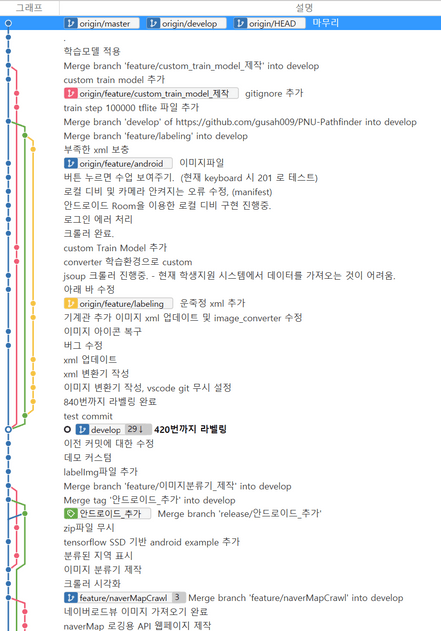 그래프 설명
origin/master origin/develop origin/HEAD 마무리
.
학습모델 적용
Merge branch 'feature/custom_train_model_제작' into develop
custom train model 추가
origin/feature/custom_train_model_제작 gitignore 추가
train step 100000 tflite 파일 추가
Merge branch 'develop' of https://github.com/gusah009/PNU-Pathfinder into develop
Merge branch 'feature/labeling' into develop
부족한 xml 보충
origin/feature/android 이미지파일
버튼 누르면 수업 보여주기. (현재 keyboard 시 201 로 테스트)
로컬 디비 및 카메라 안켜지는 오류 수정, (manifest)
안드로이드 Room을 이용한 로컬 디비 구현 진행중.
로그인 에러 처리
크롤러 완료.
custom Train Model 추가
converter 학습환경으로 custom
jsoup 크롤러 진행중. - 현재 학생지원 시스템에서 데이터를 가져오는 것이 어려움.
아래 바 수정
origin/feature/labeling 운죽정 xml 추가
기계관 추가 이미지 xml 업데이트 및 image_converter 수정
이미지 아이콘 복구
버그 수정
xml 업데이트
xml 변환기 작성
이미지 변환기 작성, vscode git 무시 설정
840번까지 라벨링 완료
test commit
develop 29↓ 420번까지 라벨링
이전 커밋에 대한 수정
데모 커스텀
labelImg파일 추가
Merge branch 'feature/이미지분류기_제작' into develop
Merge tag '안드로이드_추가' into develop
안드로이드_추가 Merge branch 'release/안드로이드_추가'
zip파일 무시
tensorflow SSD 기반 android example 추가
분류된 지역 표시
이미지 분류기 제작
크롤러 시각화
feature/naverMapCrawl 3 Merge branch 'feature/naverMapCrawl' into develop
네이버로드뷰 이미지 가져오기 완료
naverMap 로깅용 API 웹페이지 제작